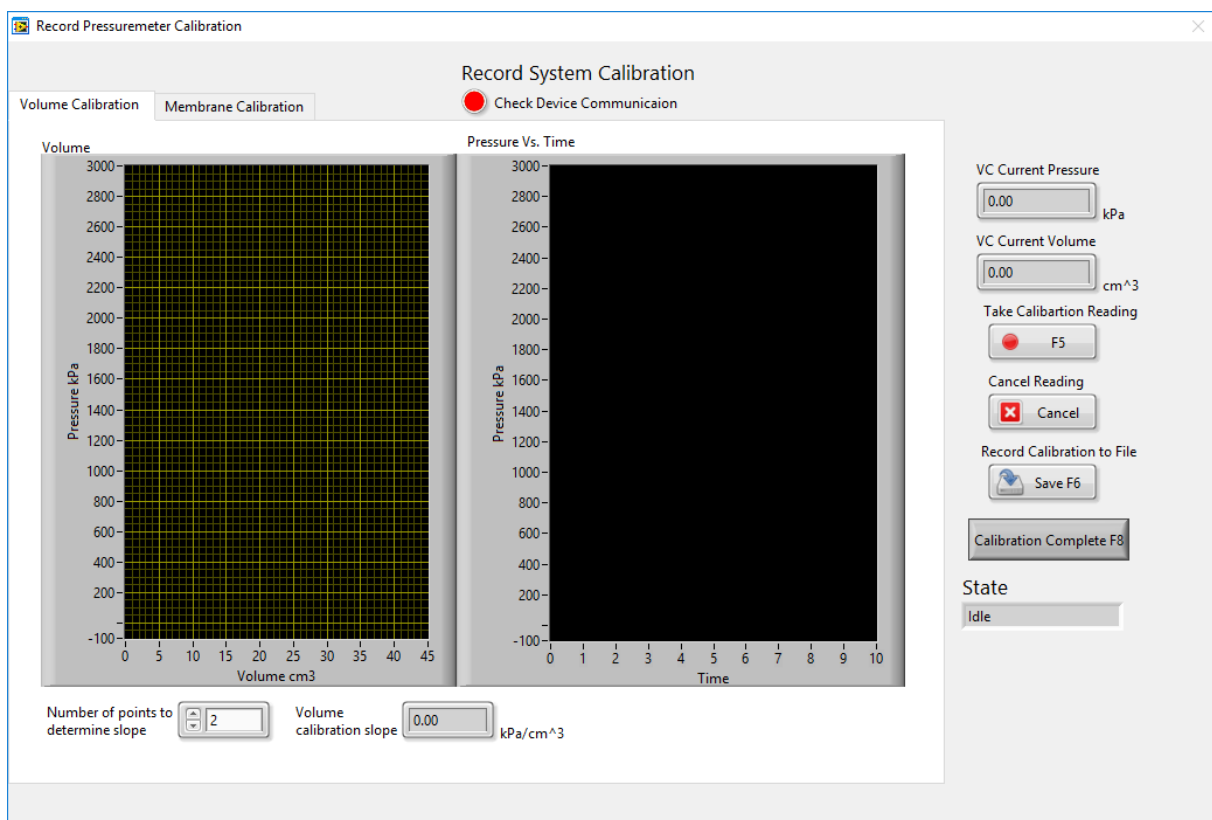 Record Pressuremeter Calibration
Record System Calibration
Check Device Communicaion
Volume Calibration
Membrane Calibration
Volume
3000
2800
2600
2400
2200
2000
1800
1600
1400
1200
1000
800
600
400
200
-100
Pressure kPa
0 5 10 15 20 25 30 35 40 45
Volume cm3
Pressure Vs. Time
3000
2800
2600
2400
2200
2000
1800
1600
1400
1200
1000
800
600
400
200
-100
Pressure kPa
0 1 2 3 4 5 6 7 8 9 10
Time
Number of points to
determine slope
2
Volume
calibration slope
0.00
kPa/cm^3
VC Current Pressure
0.00
kPa
VC Current Volume
0.00
cm^3
Take Calibartion Reading
F5
Cancel Reading
Cancel
Record Calibration to File
Save F6
Calibration Complete F8
State
Idle